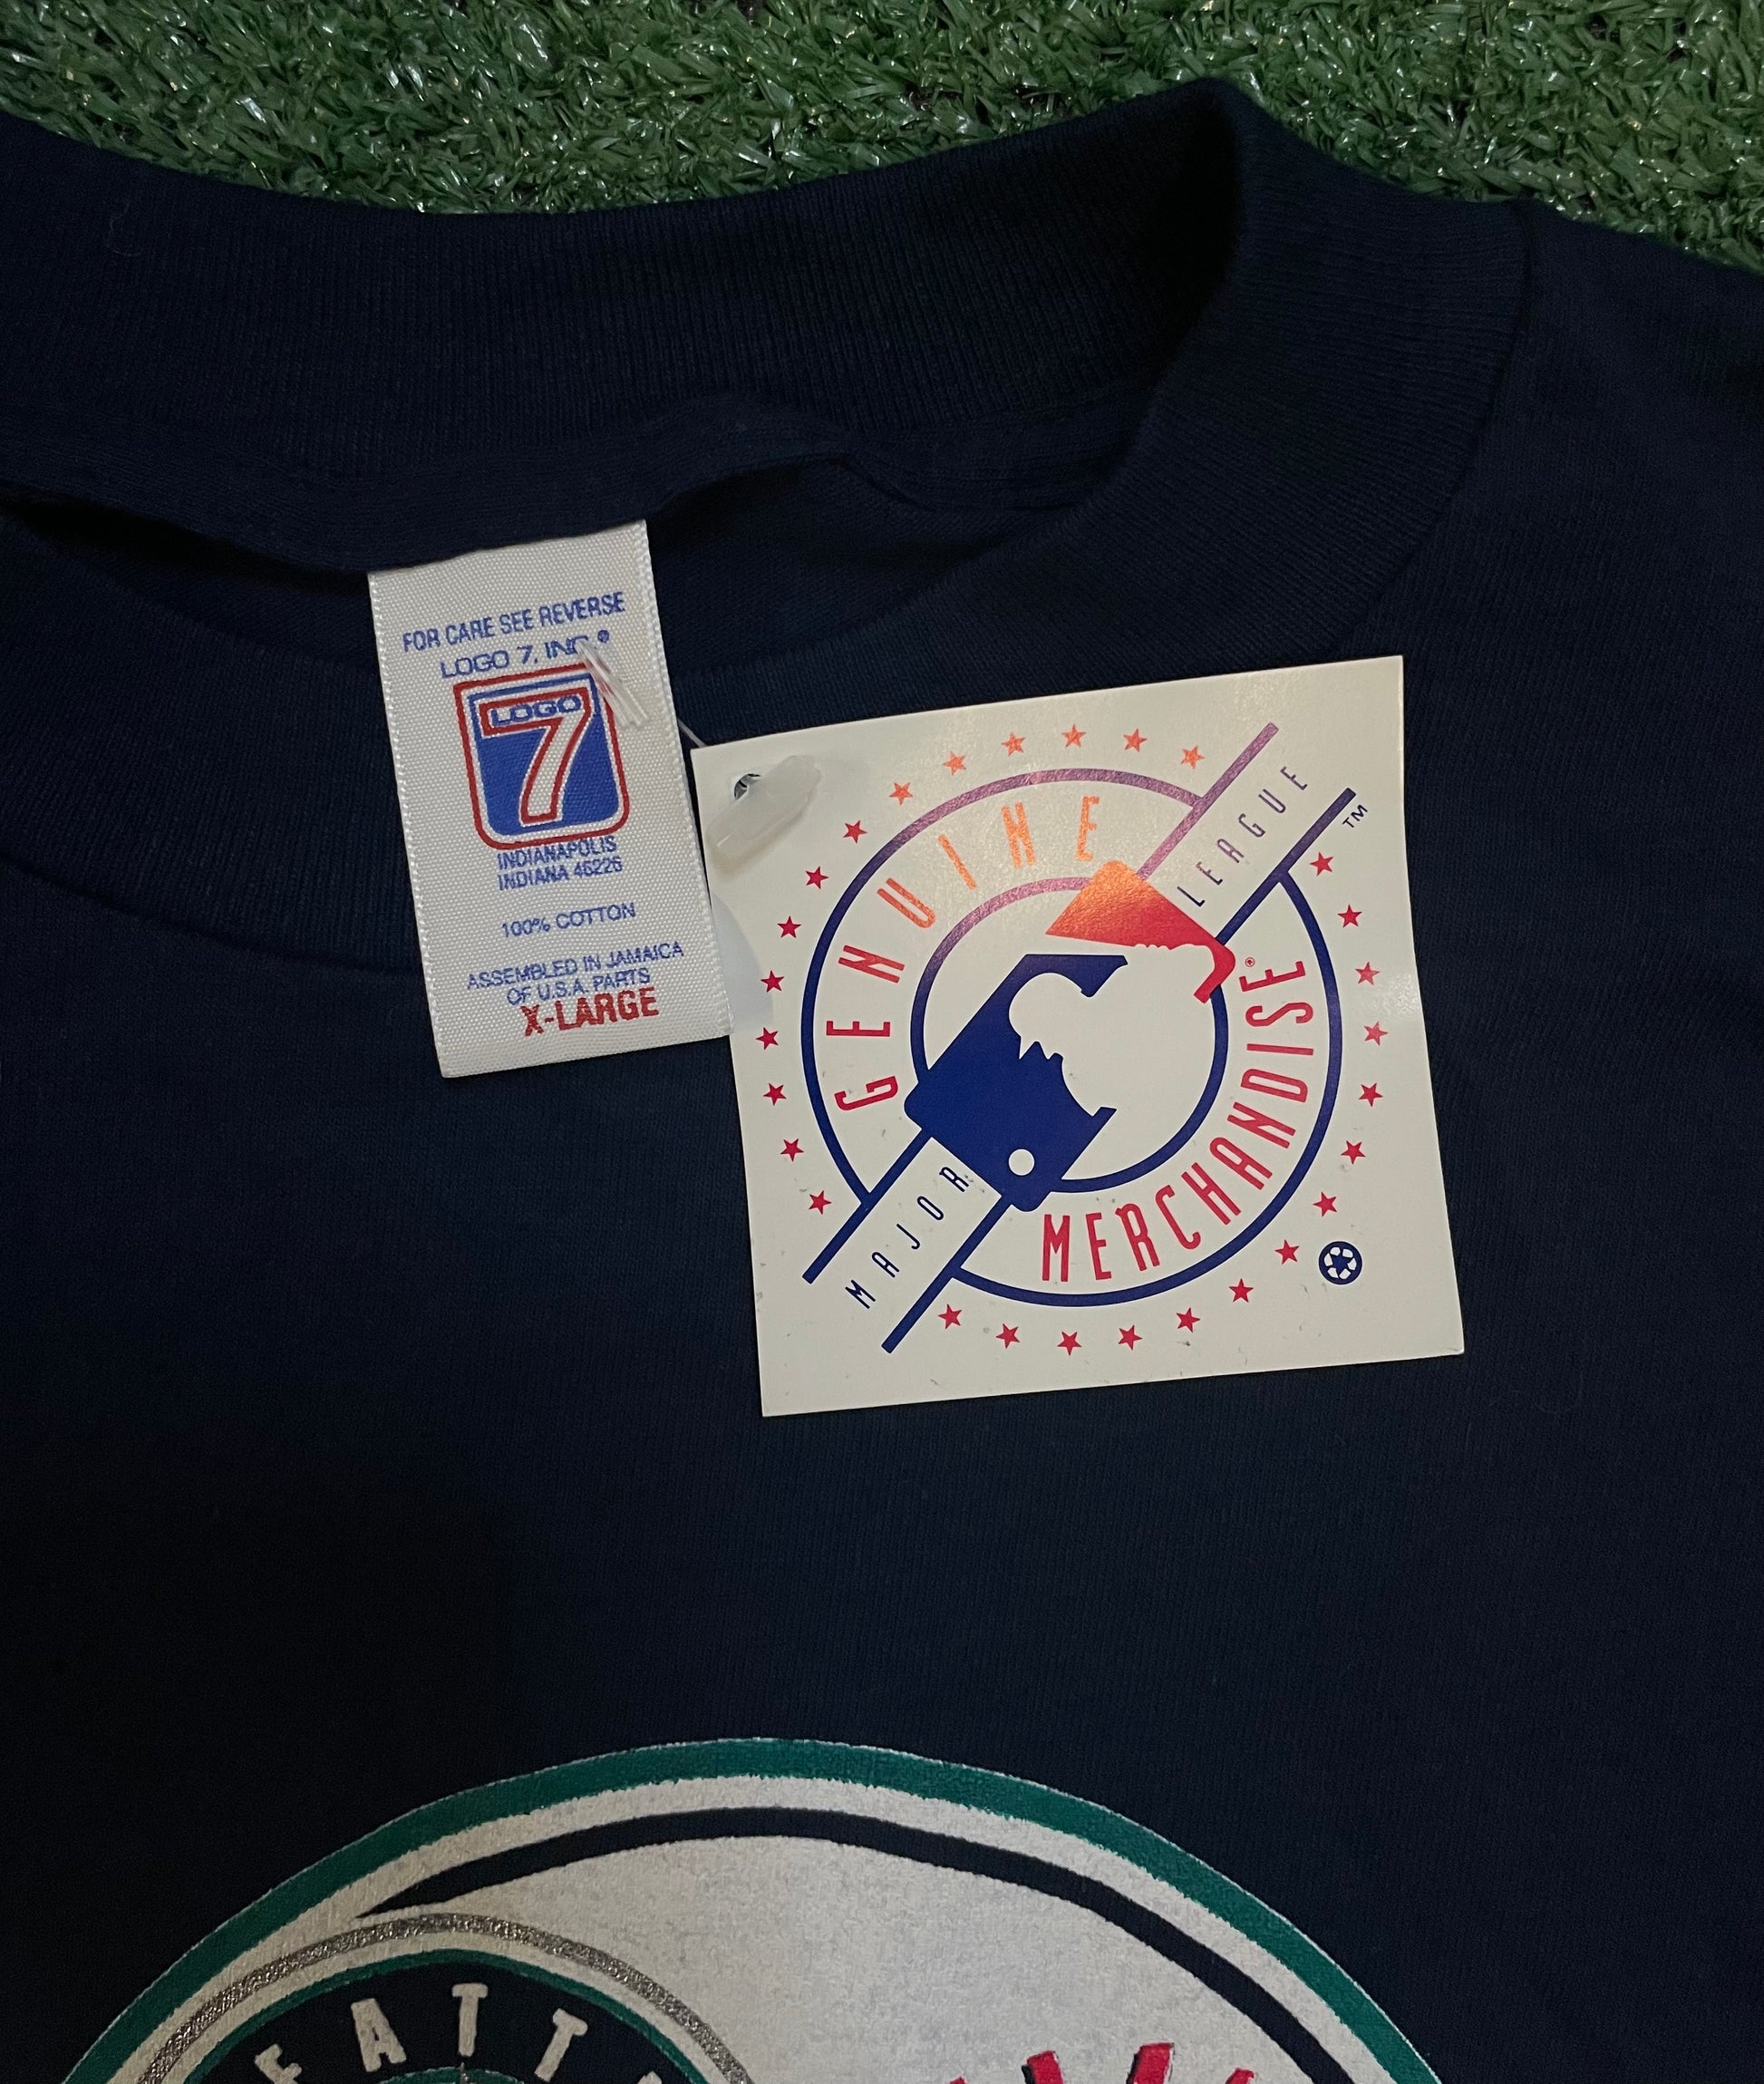 FOR CARE SEE REVERSE
LOGO 7, INC.®
LOGO
7
INDIANAPOLIS
INDIANA 46226
100% COTTON
ASSEMBLED IN JAMAICA
OF U.S.A. PARTS
X-LARGE
GENUINE
MAJOR LEAGUE ™
MERCHANDISE®
EATT